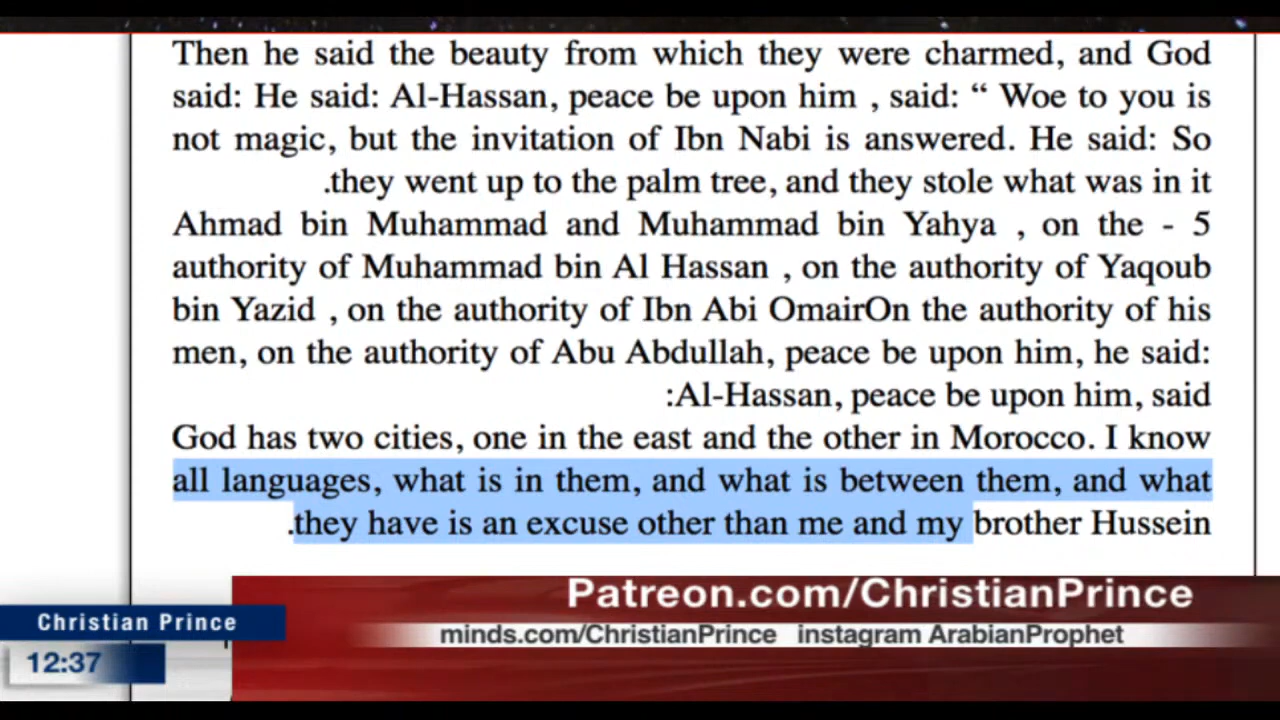 Then he said the beauty from which they were charmed, and God
said: He said: Al-Hassan, peace be upon him , said: “ Woe to you is
not magic, but the invitation of Ibn Nabi is answered. He said: So
.they went up to the palm tree, and they stole what was in it
Ahmad bin Muhammad and Muhammad bin Yahya , on the - 5
authority of Muhammad bin Al Hassan , on the authority of Yaqoub
bin Yazid , on the authority of Ibn Abi OmairOn the authority of his
men, on the authority of Abu Abdullah, peace be upon him, he said:
:Al-Hassan, peace be upon him, said
God has two cities, one in the east and the other in Morocco. I know
all languages, what is in them, and what is between them, and what
.they have is an excuse other than me and my brother Hussein
Patreon.com/ChristianPrince
Christian Prince
minds.com/ChristianPrince instagram ArabianProphet
12:37